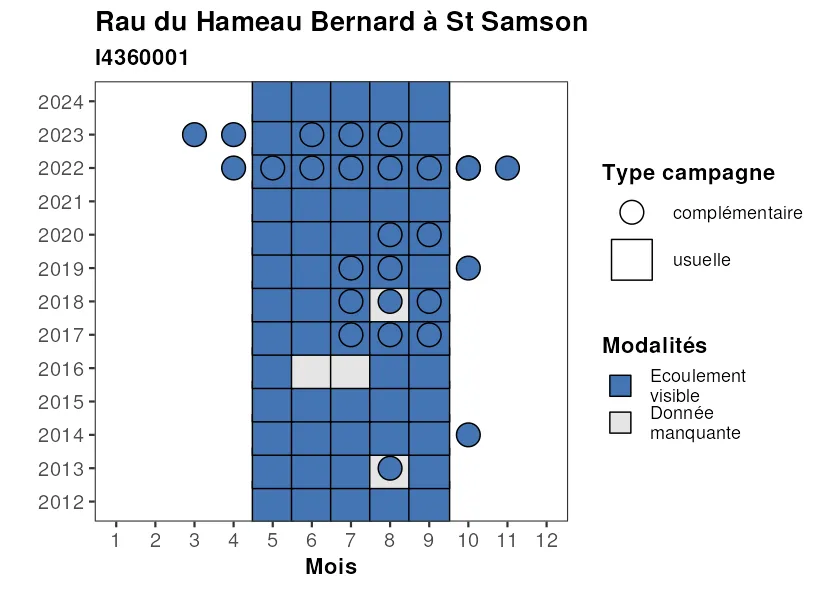 Rau du Hameau Bernard à St Samson
I4360001
2024
2023
2022
2021
2020
2019
2018
2017
2016
2015
2014
2013
2012
1 2 3 4 5 6 7 8 9 10 11 12
Mois
Type campagne
complémentaire
usuelle
Modalités
Ecoulement
visible
Donnée
manquante